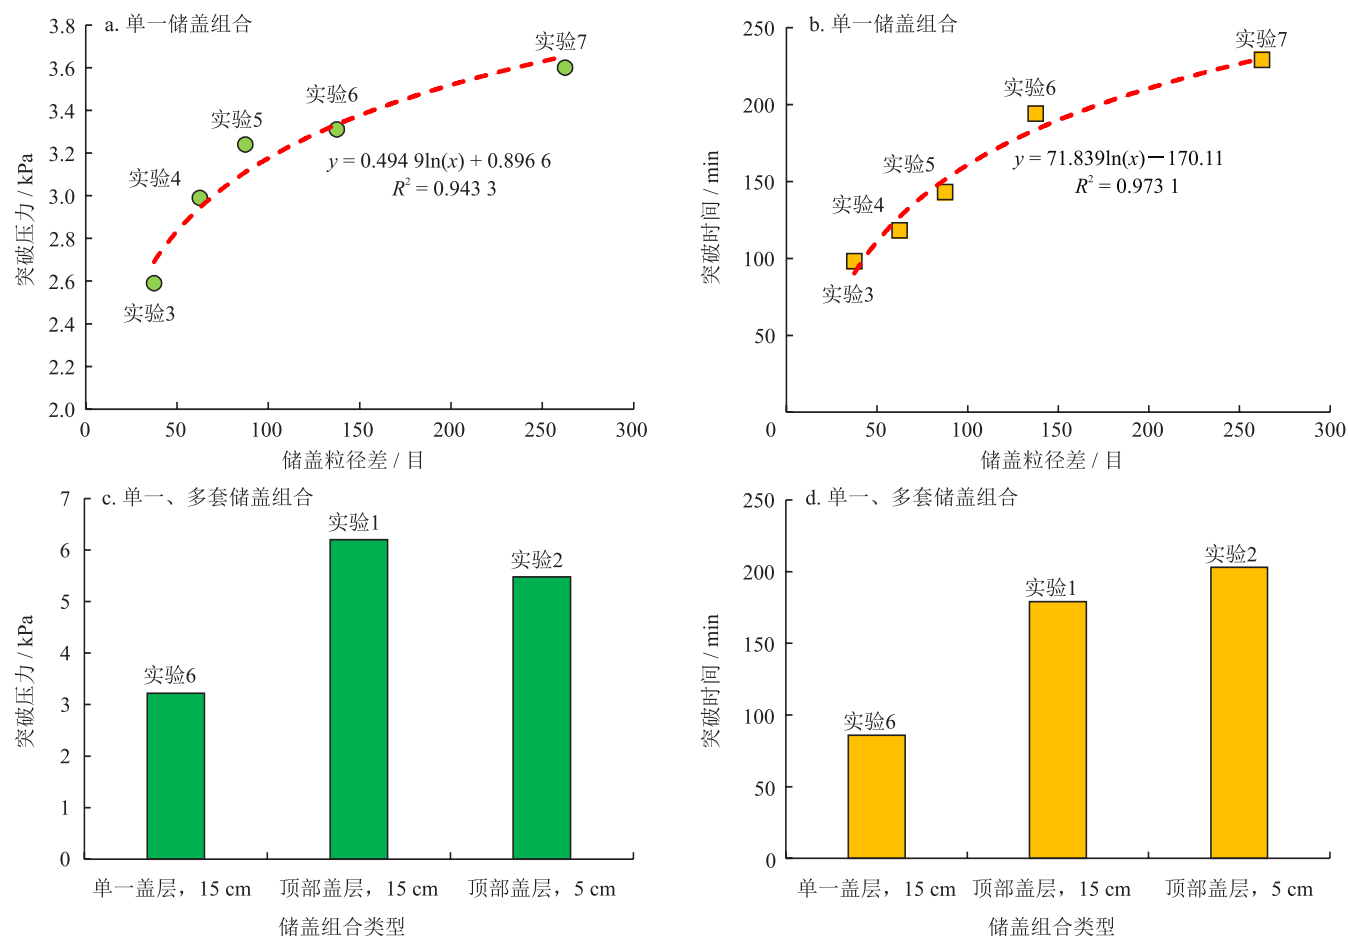 a. 单一储盖组合
3.8
3.6
3.4
3.2
3.0
2.8
2.6
2.4
2.2
2.0
突破压力 / kPa
实验3
实验4
实验5
实验6
实验7
y = 0.494 9ln(x) + 0.896 6
R² = 0.943 3
0
50
100
150
200
250
300
储盖粒径差 / 目
b. 单一储盖组合
250
200
150
100
50
突破时间 / min
实验3
实验4
实验5
实验6
实验7
y = 71.839ln(x)－170.11
R² = 0.973 1
0
50
100
150
200
250
300
储盖粒径差 / 目
c. 单一、多套储盖组合
7
6
5
4
3
2
1
0
突破压力 / kPa
实验6
实验1
实验2
单一盖层，15 cm
顶部盖层，15 cm
顶部盖层，5 cm
储盖组合类型
d. 单一、多套储盖组合
250
200
150
100
50
0
突破时间 / min
实验6
实验1
实验2
单一盖层，15 cm
顶部盖层，15 cm
顶部盖层，5 cm
储盖组合类型